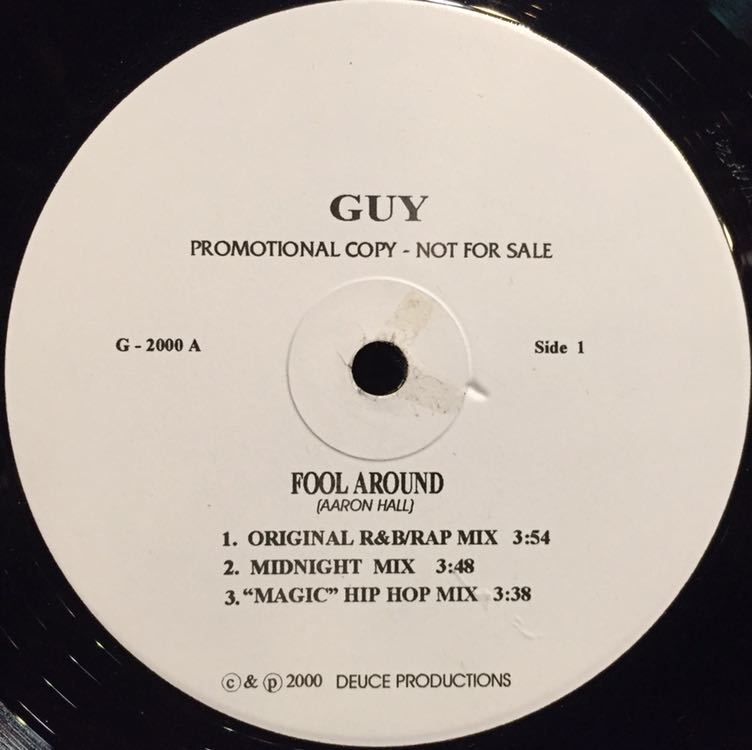 GUY
PROMOTIONAL COPY - NOT FOR SALE
G - 2000 A
Side 1
FOOL AROUND
(AARON HALL)
1. ORIGINAL R&B/RAP MIX 3:54
2. MIDNIGHT MIX 3:48
3. “MAGIC” HIP HOP MIX 3:38
ⓒ & ⓟ 2000 DEUCE PRODUCTIONS